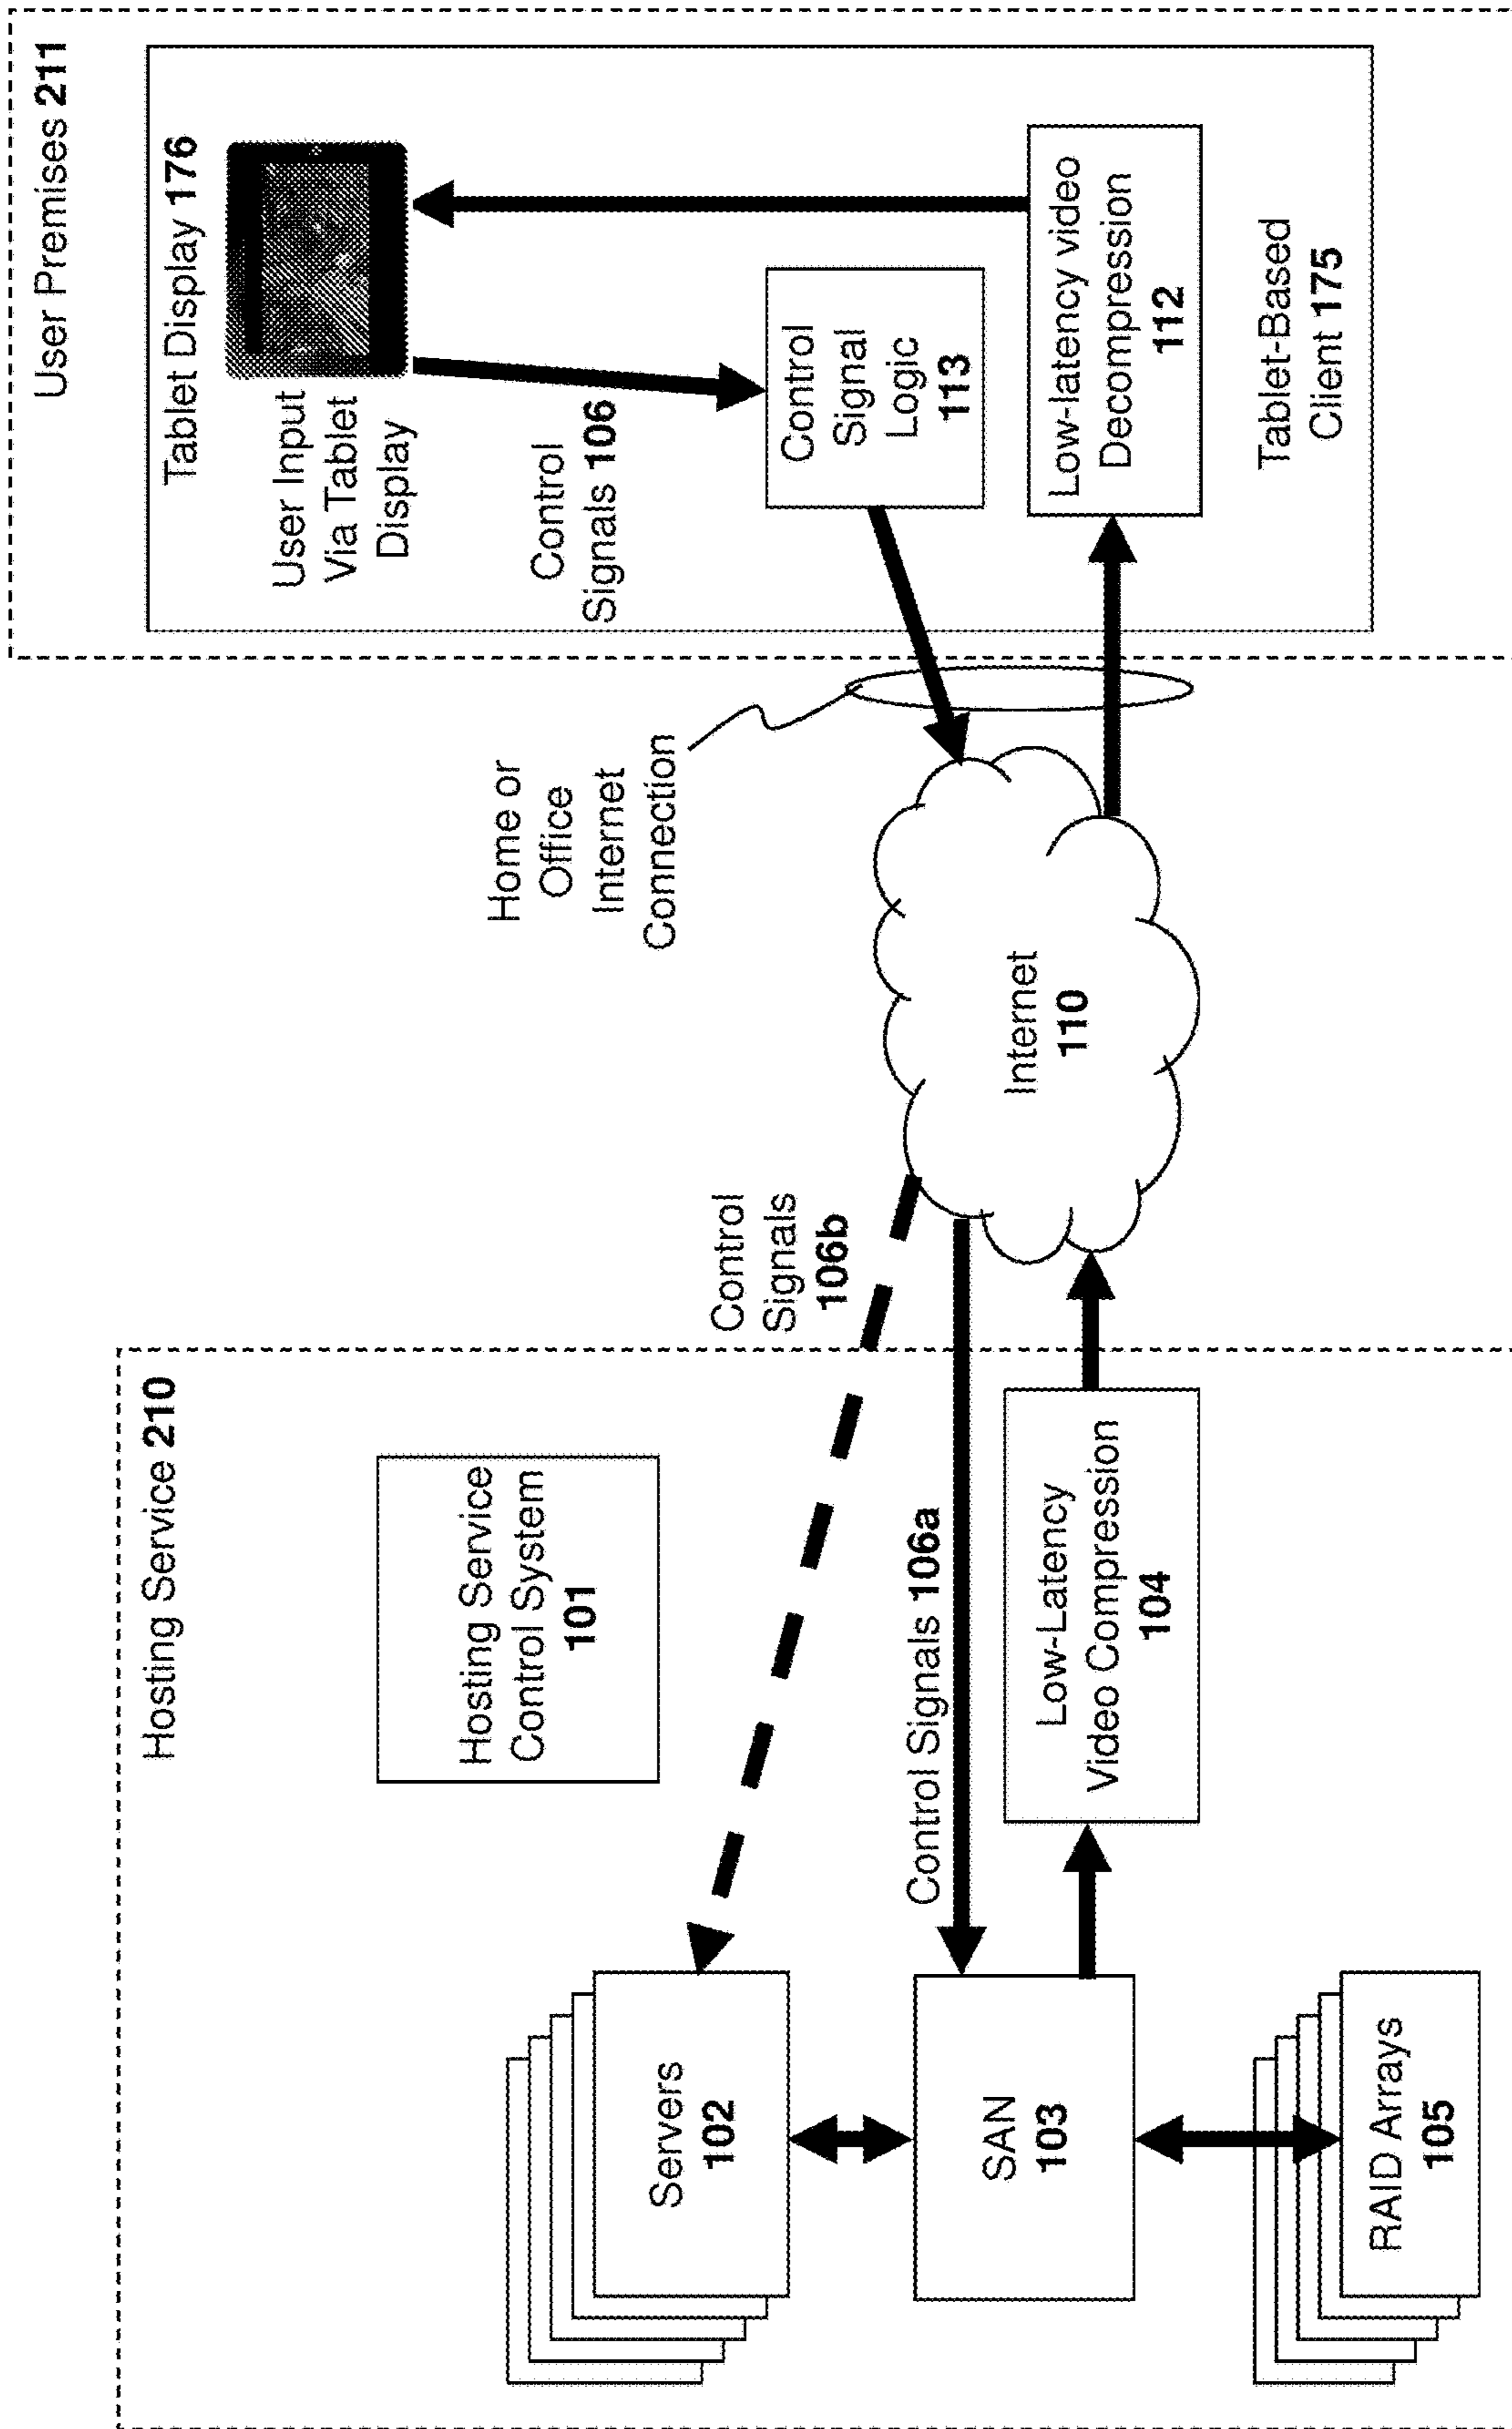 Hosting Service 210
Hosting Service
Control System
101
Servers
102
SAN
103
RAID Arrays
105
Control Signals 106a
Low-Latency
Video Compression
104
Control
Signals
106b
Internet
110
Home or
Office
Internet
Connection
User Premises 211
Tablet Display 176
User Input
Via Tablet
Display
Control
Signals 106
Control
Signal
Logic
113
Low-latency video
Decompression
112
Tablet-Based
Client 175